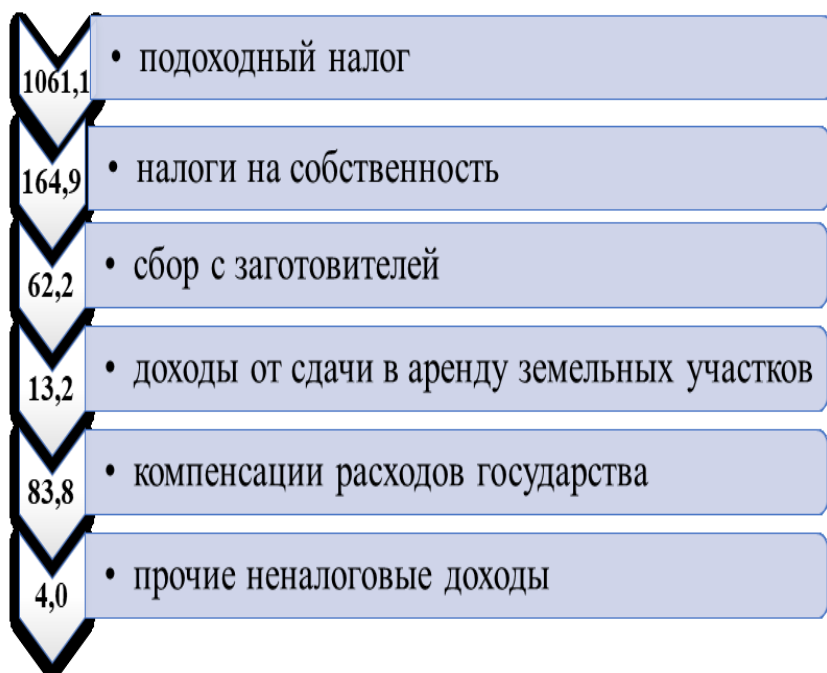 1061,1 • подоходный налог
164,9 • налоги на собственность
62,2 • сбор с заготовителей
13,2 • доходы от сдачи в аренду земельных участков
83,8 • компенсации расходов государства
4,0 • прочие неналоговые доходы